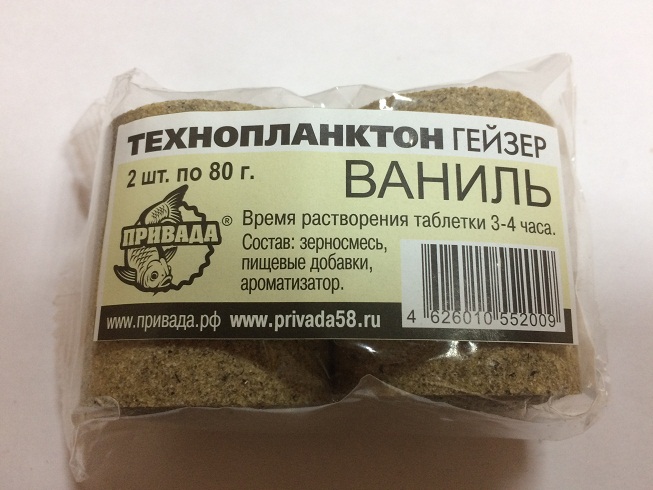 ТЕХНОПЛАНКТОН ГЕЙЗЕР
2 шт. по 80 г.
ВАНИЛЬ
ПРИВАДА
®
Время растворения таблетки 3-4 часа.
Состав: зерносмесь,
пищевые добавки,
ароматизатор.
www.привада.рф www.privada58.ru
4 626010 552009